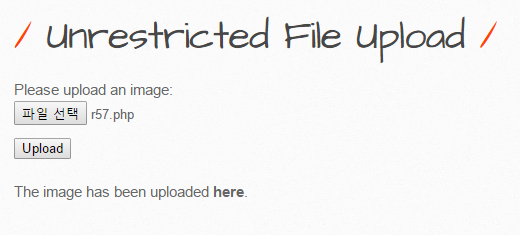 / Unrestricted File Upload /
Please upload an image:
파일 선택 r57.php
Upload
The image has been uploaded here.